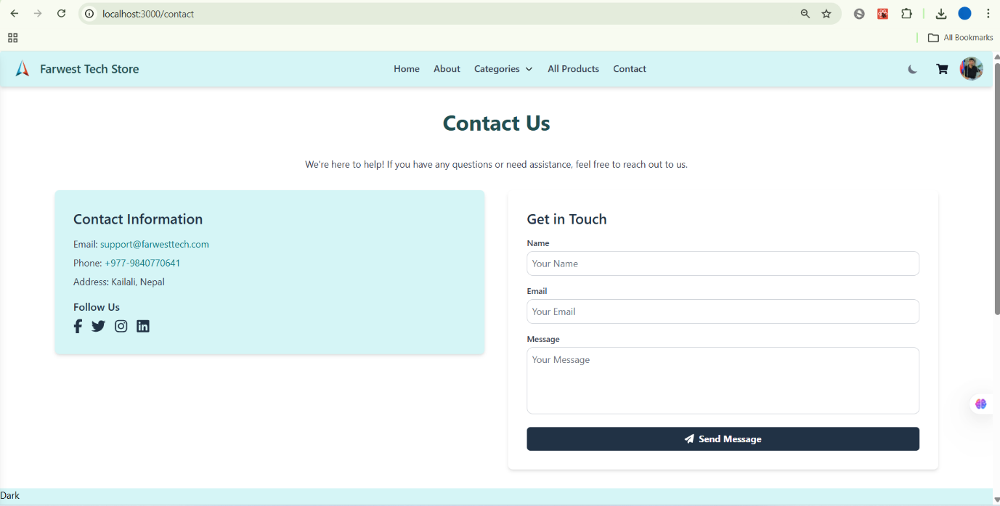 localhost:3000/contact
All Bookmarks
Farwest Tech Store
Home About Categories All Products Contact
Contact Us
We're here to help! If you have any questions or need assistance, feel free to reach out to us.
Contact Information
Email: support@farwesttech.com
Phone: +977-9840770641
Address: Kailali, Nepal
Follow Us
Get in Touch
Name
Your Name
Email
Your Email
Message
Your Message
Send Message
Dark